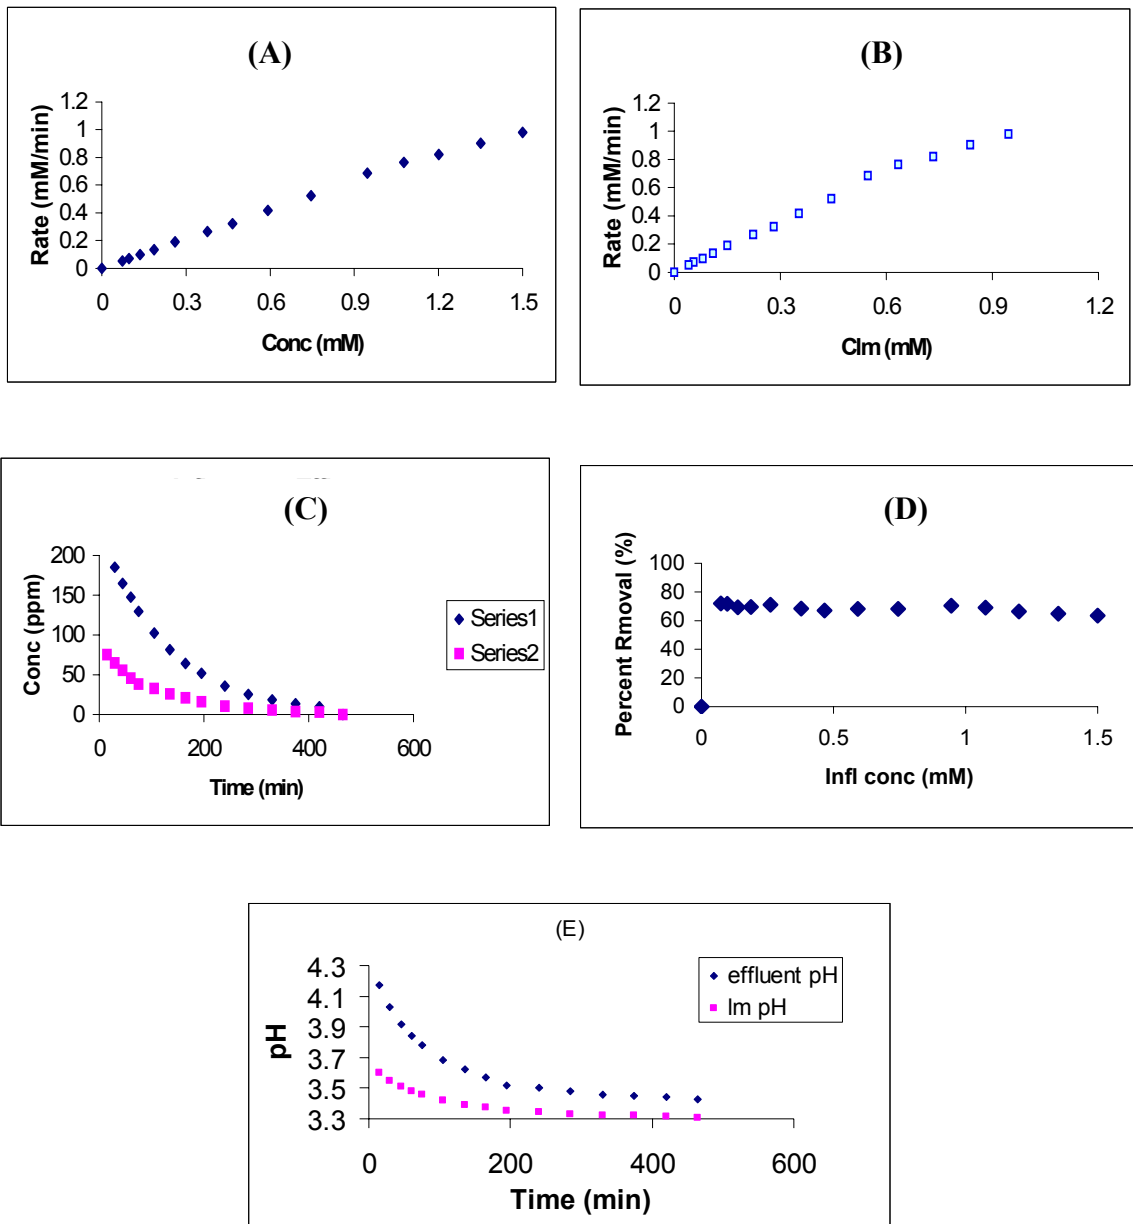 (A)
Rate (mM/min)
1.2
1
0.8
0.6
0.4
0.2
0
0 0.3 0.6 0.9 1.2 1.5
Conc (mM)
(B)
Rate (mM/min)
1.2
1
0.8
0.6
0.4
0.2
0
0 0.3 0.6 0.9 1.2
Clm (mM)
(C)
Conc (ppm)
200
150
100
50
0
0 200 400 600
Time (min)
Series1
Series2
(D)
Percent Rmoval (%)
100
80
60
40
20
0
0 0.5 1 1.5
Infl conc (mM)
(E)
pH
4.3
4.1
3.9
3.7
3.5
3.3
0 200 400 600
Time (min)
effluent pH
lm pH